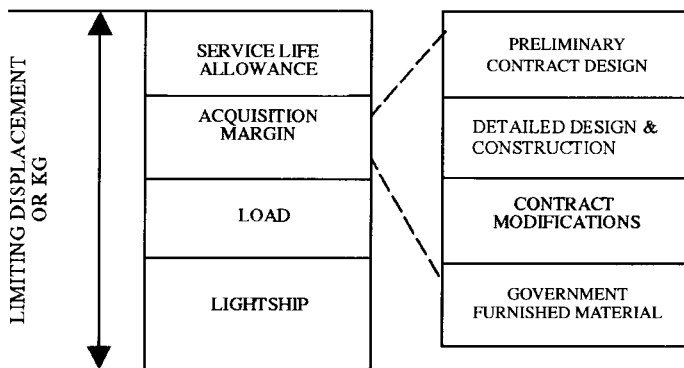 LIMITING DISPLACEMENT
OR KG
SERVICE LIFE
ALLOWANCE
ACQUISITION
MARGIN
LOAD
LIGHTSHIP
PRELIMINARY
CONTRACT DESIGN
DETAILED DESIGN &
CONSTRUCTION
CONTRACT
MODIFICATIONS
GOVERNMENT
FURNISHED MATERIAL